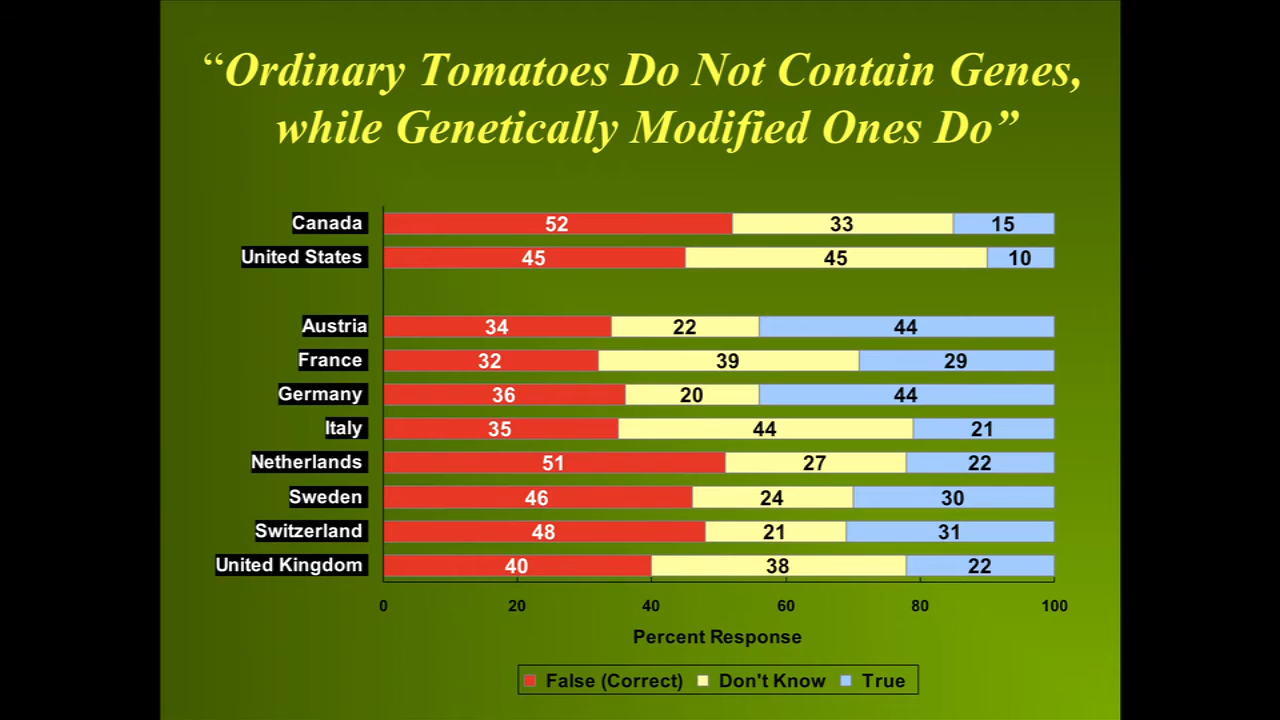 “Ordinary Tomatoes Do Not Contain Genes,
while Genetically Modified Ones Do”
Canada 52 33 15
United States 45 45 10
Austria 34 22 44
France 32 39 29
Germany 36 20 44
Italy 35 44 21
Netherlands 51 27 22
Sweden 46 24 30
Switzerland 48 21 31
United Kingdom 40 38 22
0 20 40 60 80 100
Percent Response
False (Correct) Don't Know True